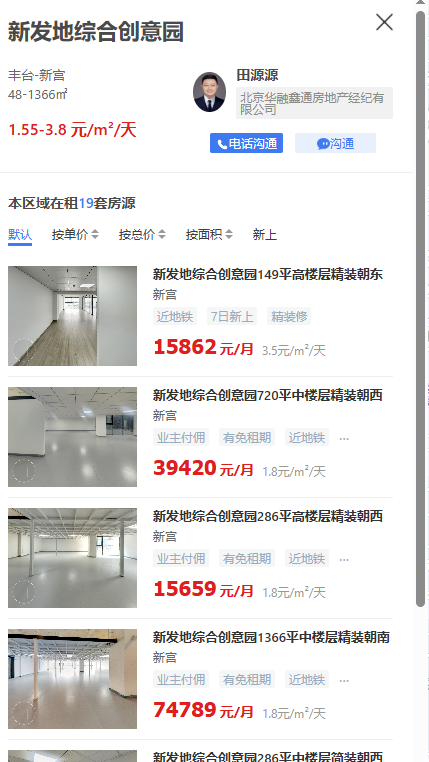 新发地综合创意园
丰台-新宫
48-1366㎡
1.55-3.8 元/m²/天
田源源
北京华融鑫通房地产经纪有
限公司
电话沟通
沟通
本区域在租19套房源
默认 按单价 按总价 按面积 新上
新发地综合创意园149平高楼层精装朝东
新宫
近地铁 7日新上 精装修
15862 元/月 3.5元/m²/天
新发地综合创意园720平中楼层精装朝西
新宫
业主付佣 有免租期 近地铁 ...
39420 元/月 1.8元/m²/天
新发地综合创意园286平高楼层精装朝西
新宫
业主付佣 有免租期 近地铁 ...
15659 元/月 1.8元/m²/天
新发地综合创意园1366平中楼层精装朝南
新宫
业主付佣 有免租期 近地铁 ...
74789 元/月 1.8元/m²/天
新发地综合创意园286平中楼层简装朝西